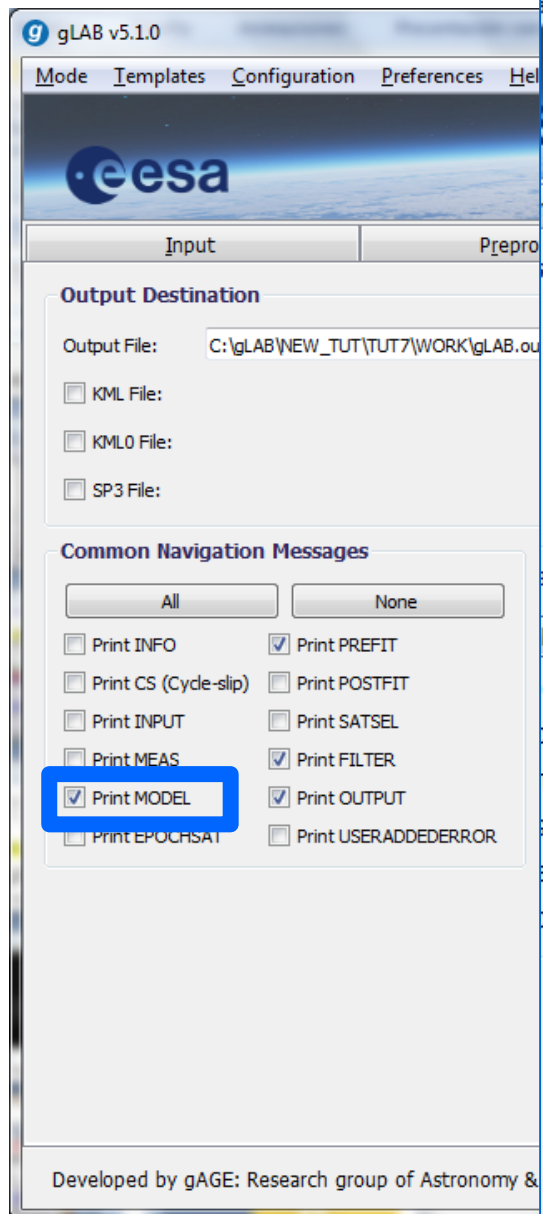 gLAB v5.1.0
Mode Templates Configuration Preferences Hel
eesa
Input Prepro
Output Destination
Output File: C:\gLAB\NEW_TUT\TUT7\WORK\gLAB.ou
KML File:
KML0 File:
SP3 File:
Common Navigation Messages
All None
Print INFO Print PREFIT
Print CS (Cycle-slip) Print POSTFIT
Print INPUT Print SATSEL
Print MEAS Print FILTER
Print MODEL Print OUTPUT
Print EPOCHSAT Print USERADDEDERROR
Developed by gAGE: Research group of Astronomy &